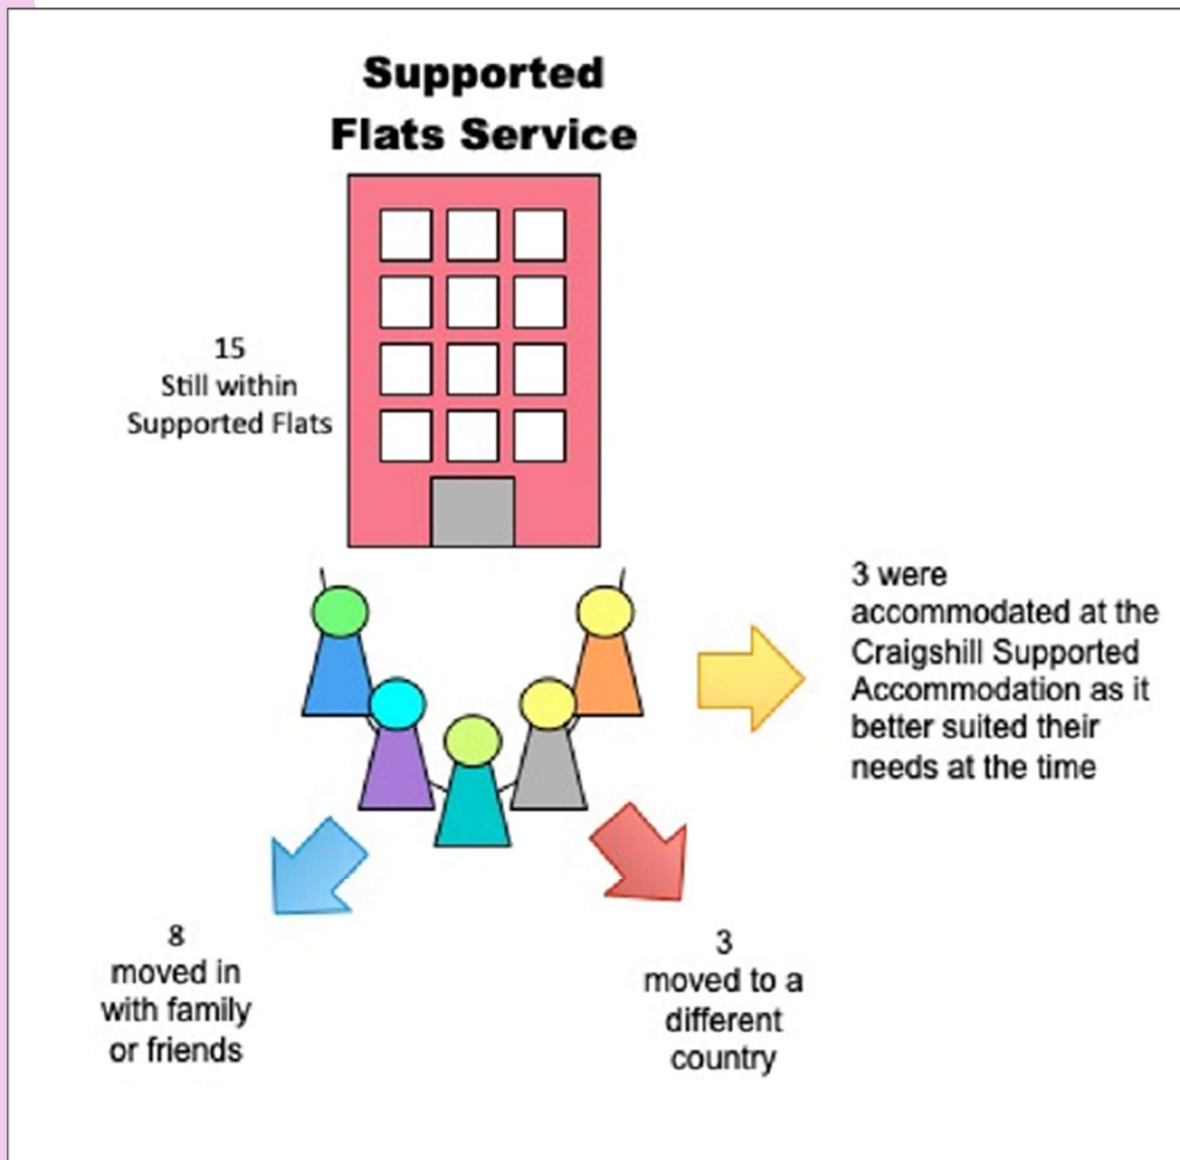 Supported
Flats Service
15
Still within
Supported Flats
3 were
accommodated at the
Craigshill Supported
Accommodation as it
better suited their
needs at the time
8
moved in
with family
or friends
3
moved to a
different
country